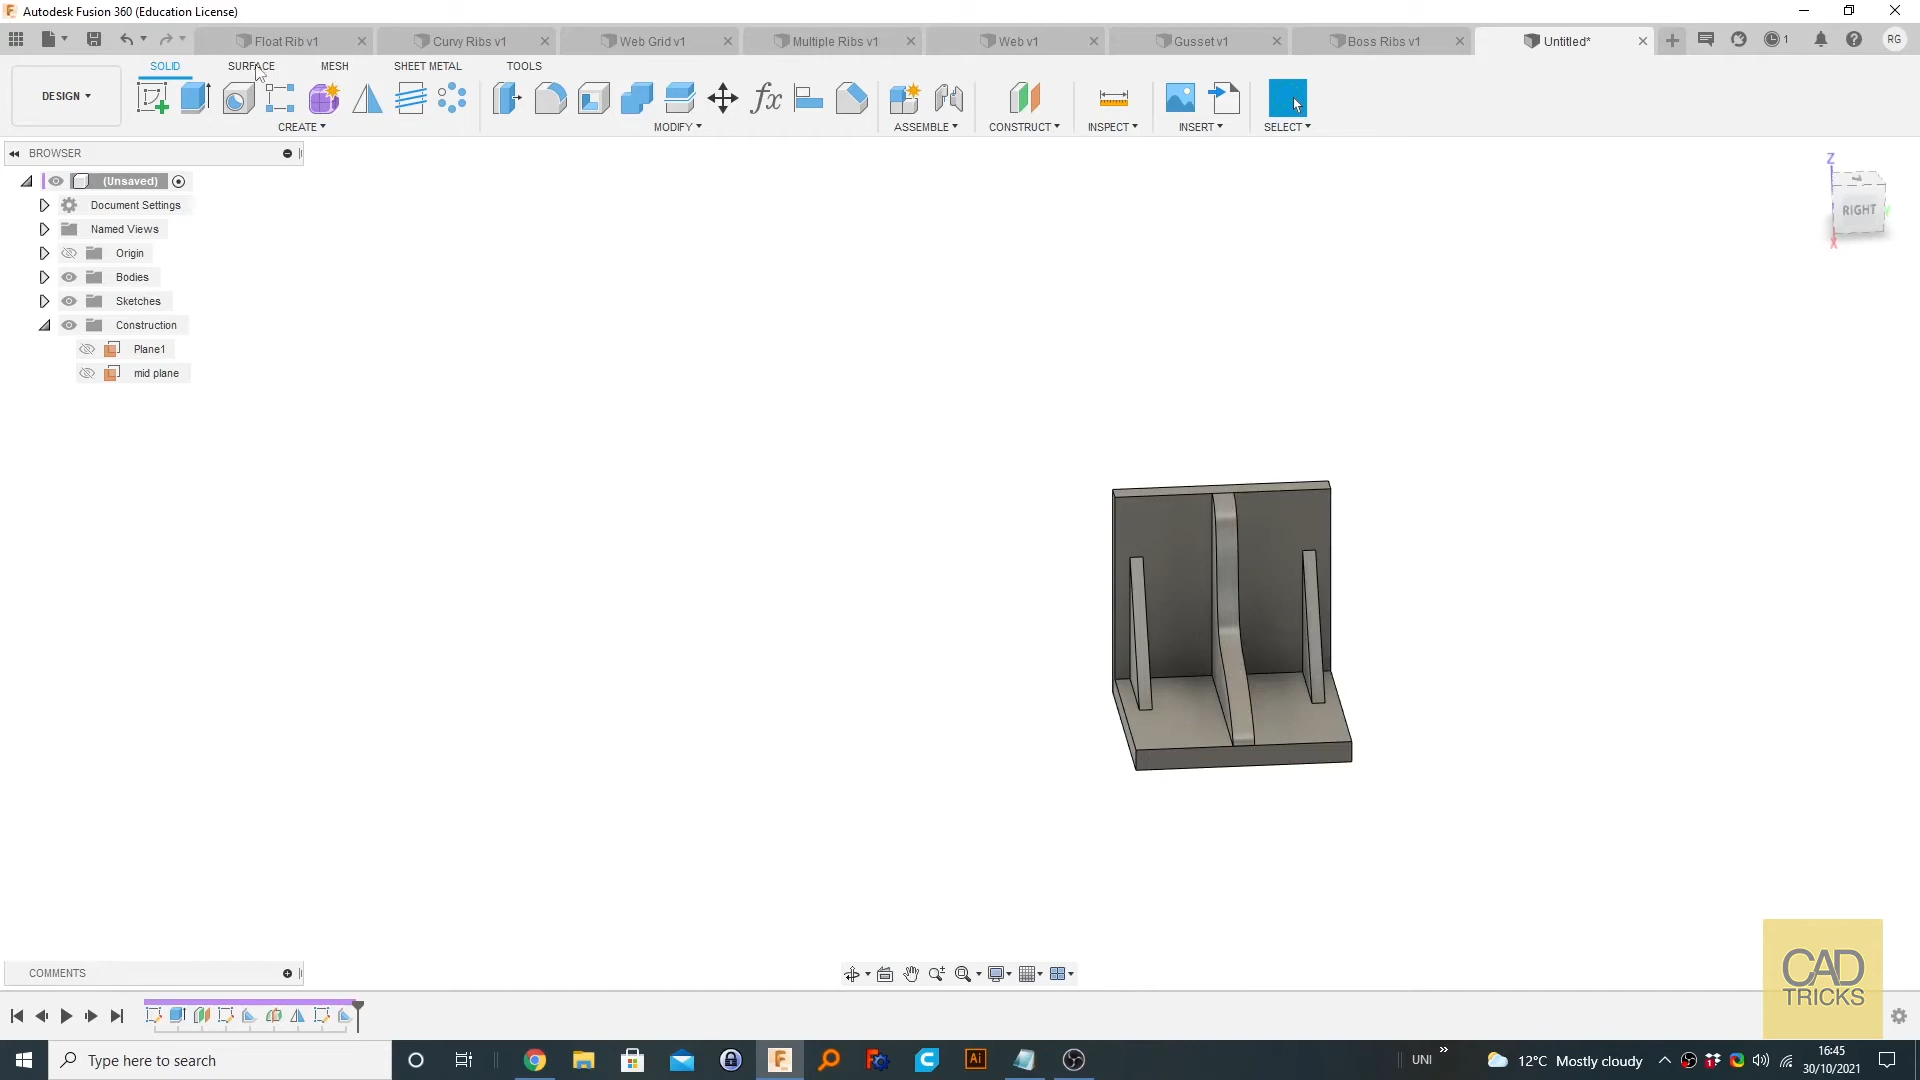 Autodesk Fusion 360 (Education License)
Float Rib v1
Curvy Ribs v1
Web Grid v1
Multiple Ribs v1
Web v1
Gusset v1
Boss Ribs v1
Untitled*
1
RG
DESIGN
SOLID
SURFACE
MESH
SHEET METAL
TOOLS
CREATE
MODIFY
ASSEMBLE
CONSTRUCT
INSPECT
INSERT
SELECT
BROWSER
(Unsaved)
Document Settings
Named Views
Origin
Bodies
Sketches
Construction
Plane1
mid plane
Z
RIGHT
X
COMMENTS
CAD
TRICKS
Type here to search
Ai
UNI
12°C Mostly cloudy
16:45
30/10/2021